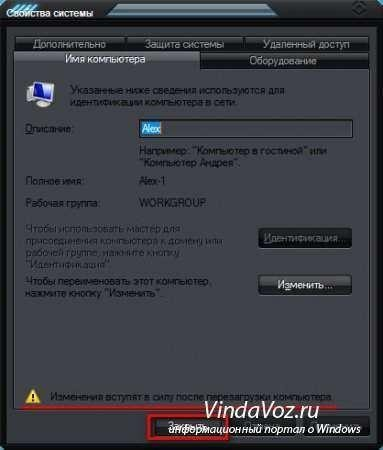 Свойства системы
Дополнительно Защита системы Удаленный доступ
Имя компьютера Оборудование
Указанные ниже сведения используются для
идентификации компьютера в сети.
Описание: Alex
Например: "Компьютер в гостиной" или
"Компьютер Андрея".
Полное имя: Alex-1
Рабочая группа: WORKGROUP
Чтобы использовать мастер для
присоединения компьютера к домену или
рабочей группе, нажмите кнопку
"Идентификация". Идентификация...
Чтобы переименовать этот компьютер,
нажмите кнопку "Изменить". Изменить...
Изменения вступят в силу после перезагрузки компьютера.
VindaVoz.ru
Закрыть
информационный портал о Windows